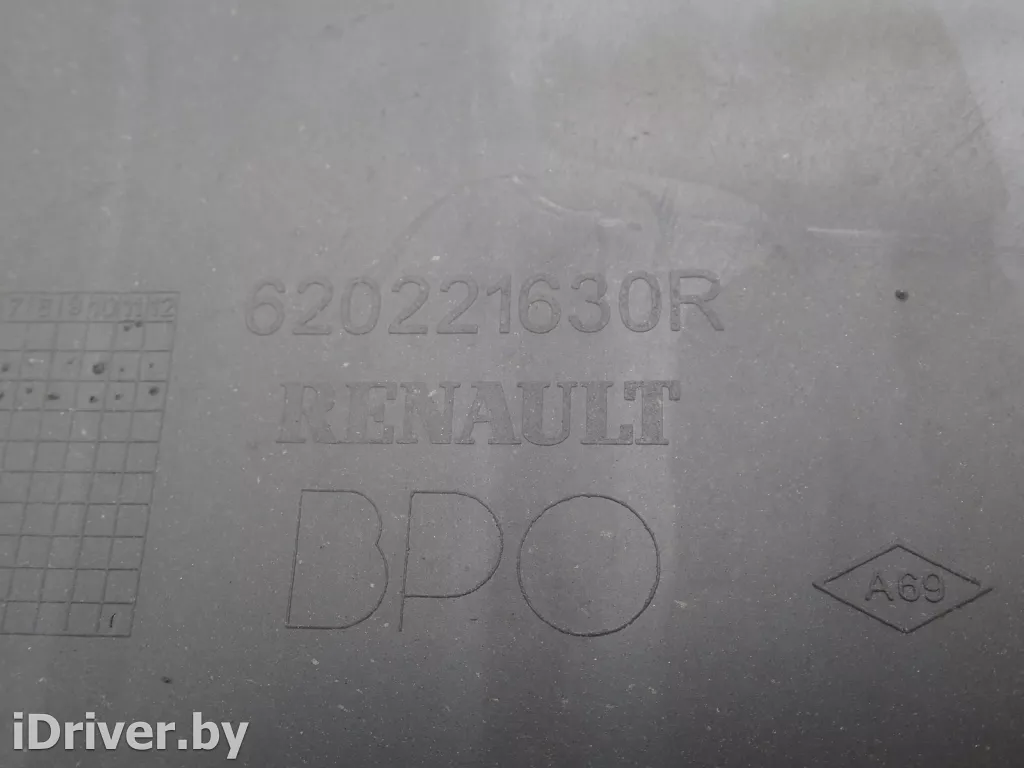 620221630R
7 8 9 10 11 12
RENAULT
BPO
A69
iDriver.by